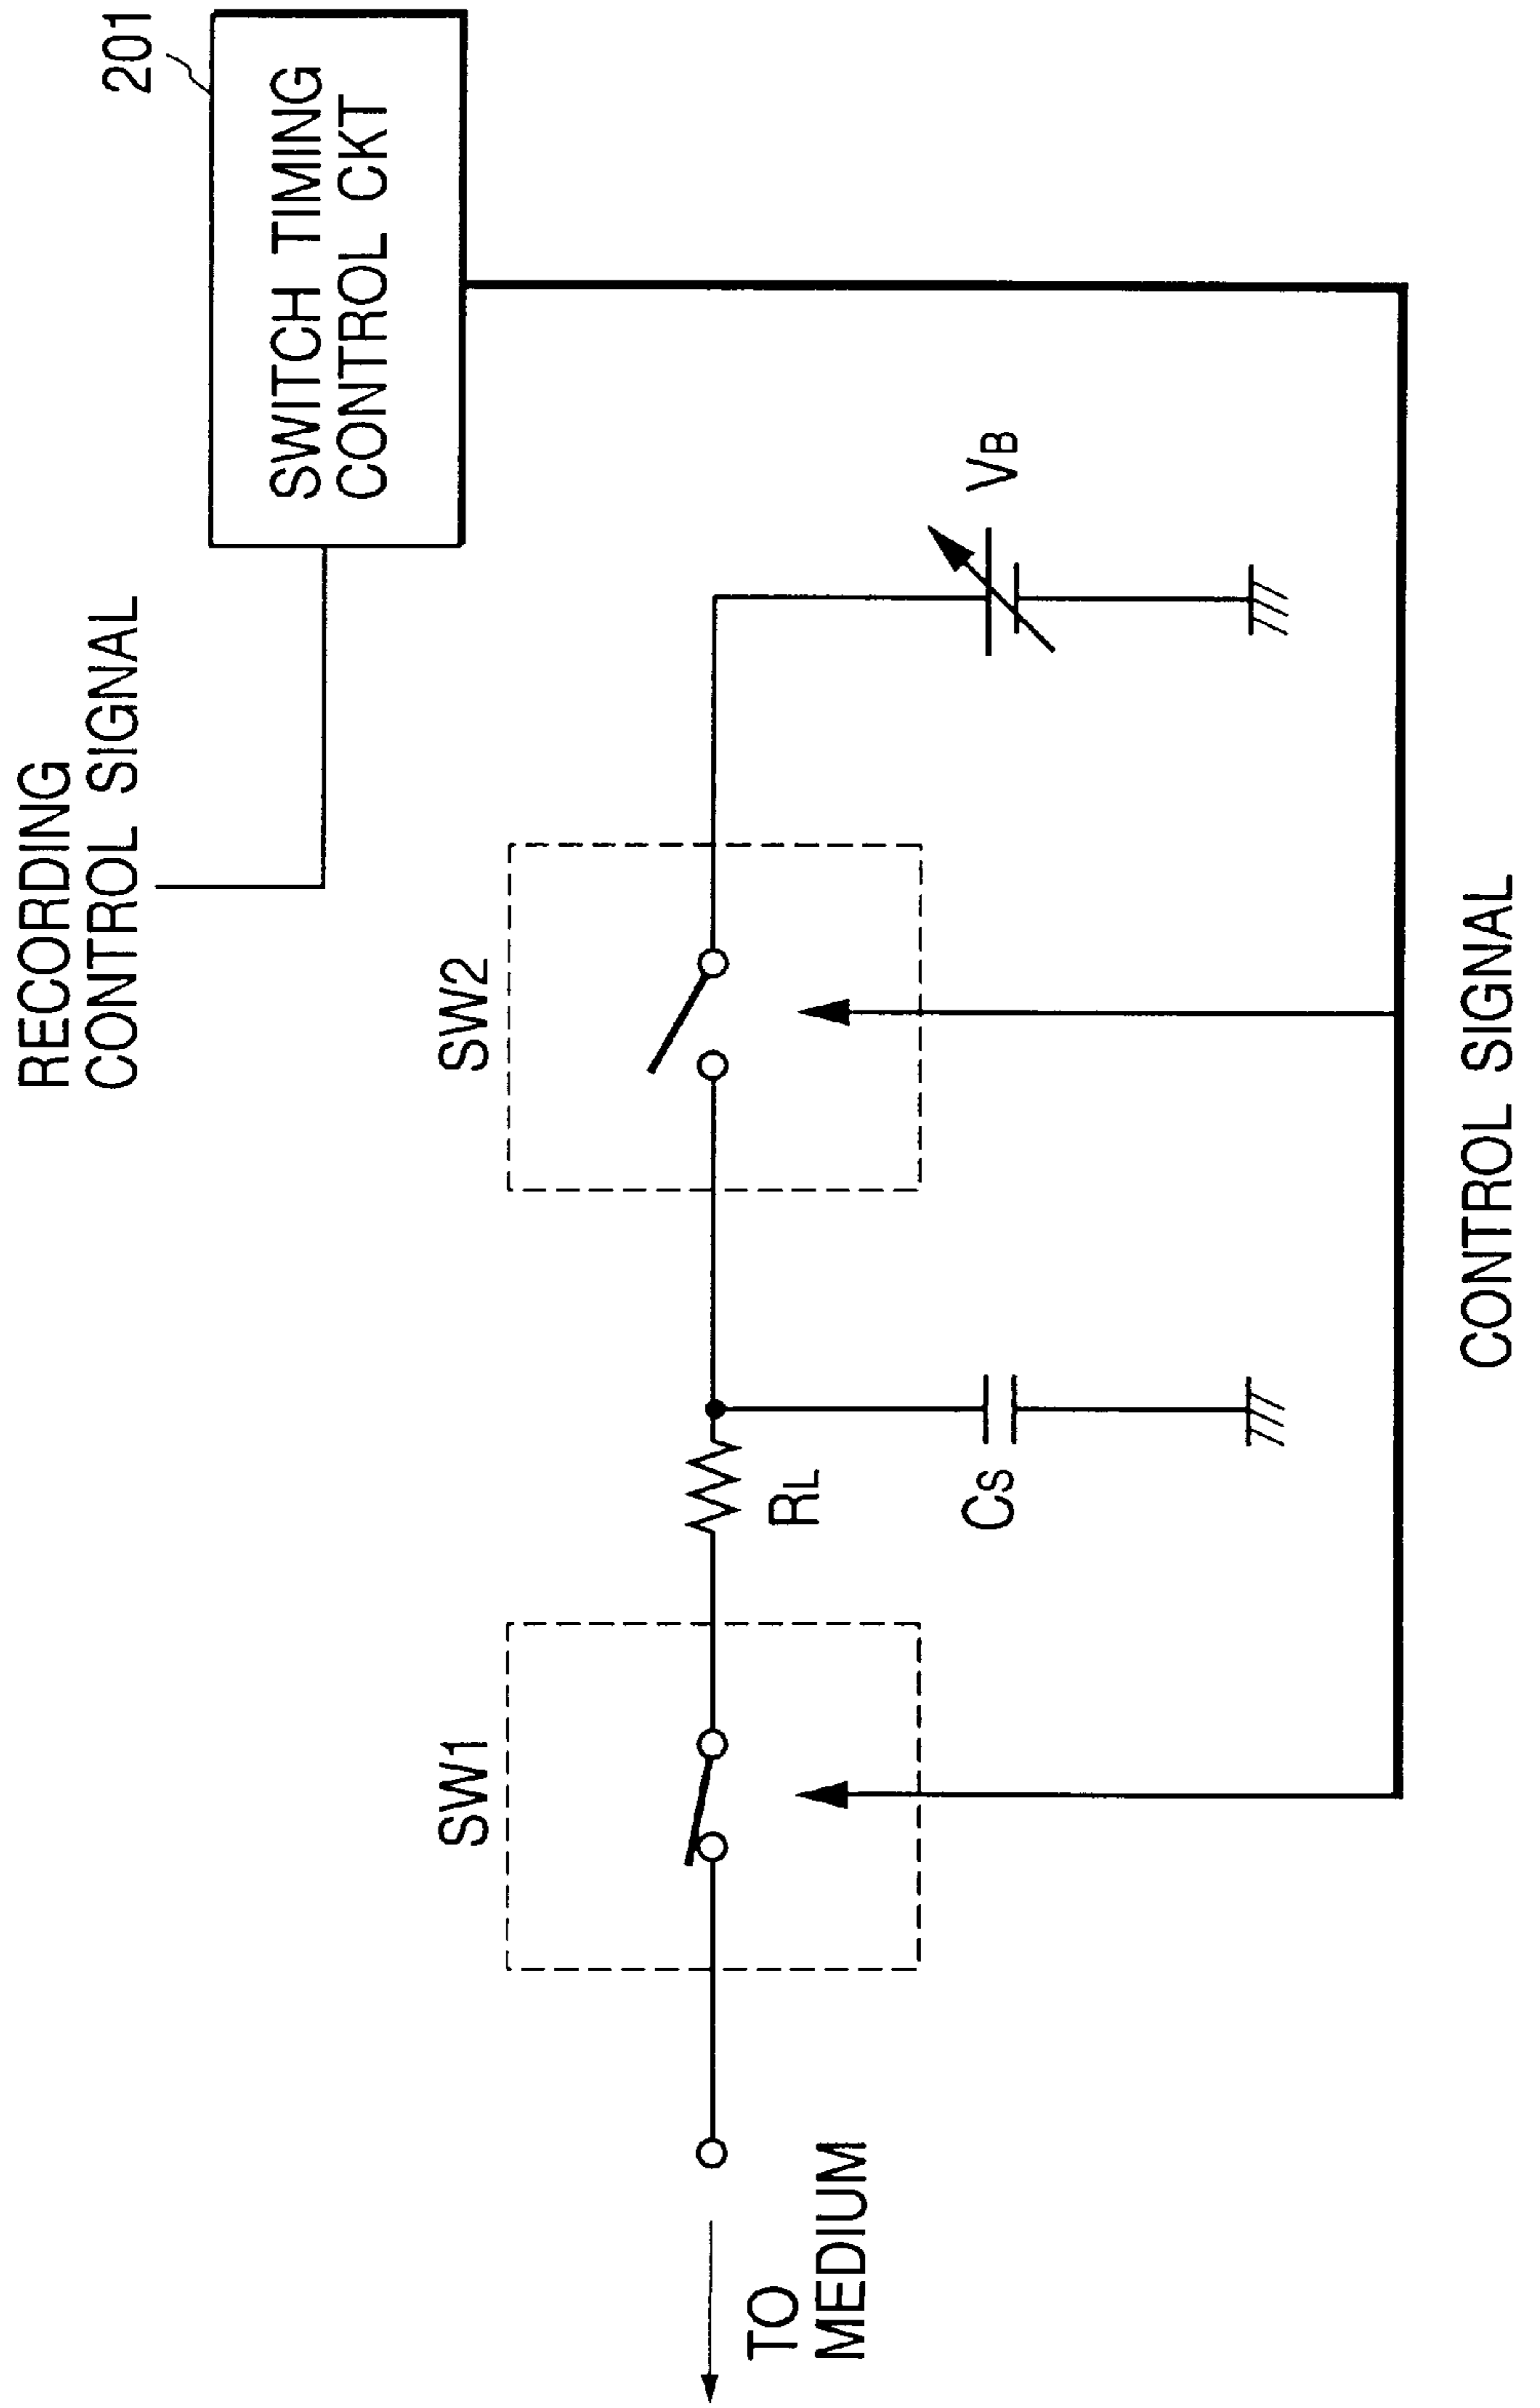 RECORDING
CONTROL SIGNAL
201
SWITCH TIMING
CONTROL CKT
SW1
SW2
RL
CS
VB
TO
MEDIUM
CONTROL SIGNAL